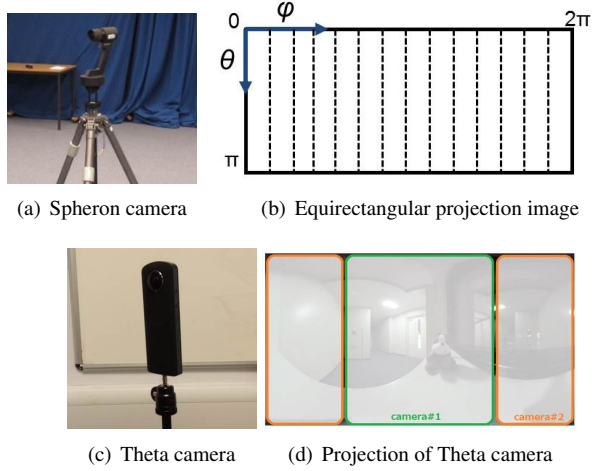 0
φ
2π
θ
π
(a) Spheron camera
(b) Equirectangular projection image
camera#1
camera#2
(c) Theta camera
(d) Projection of Theta camera